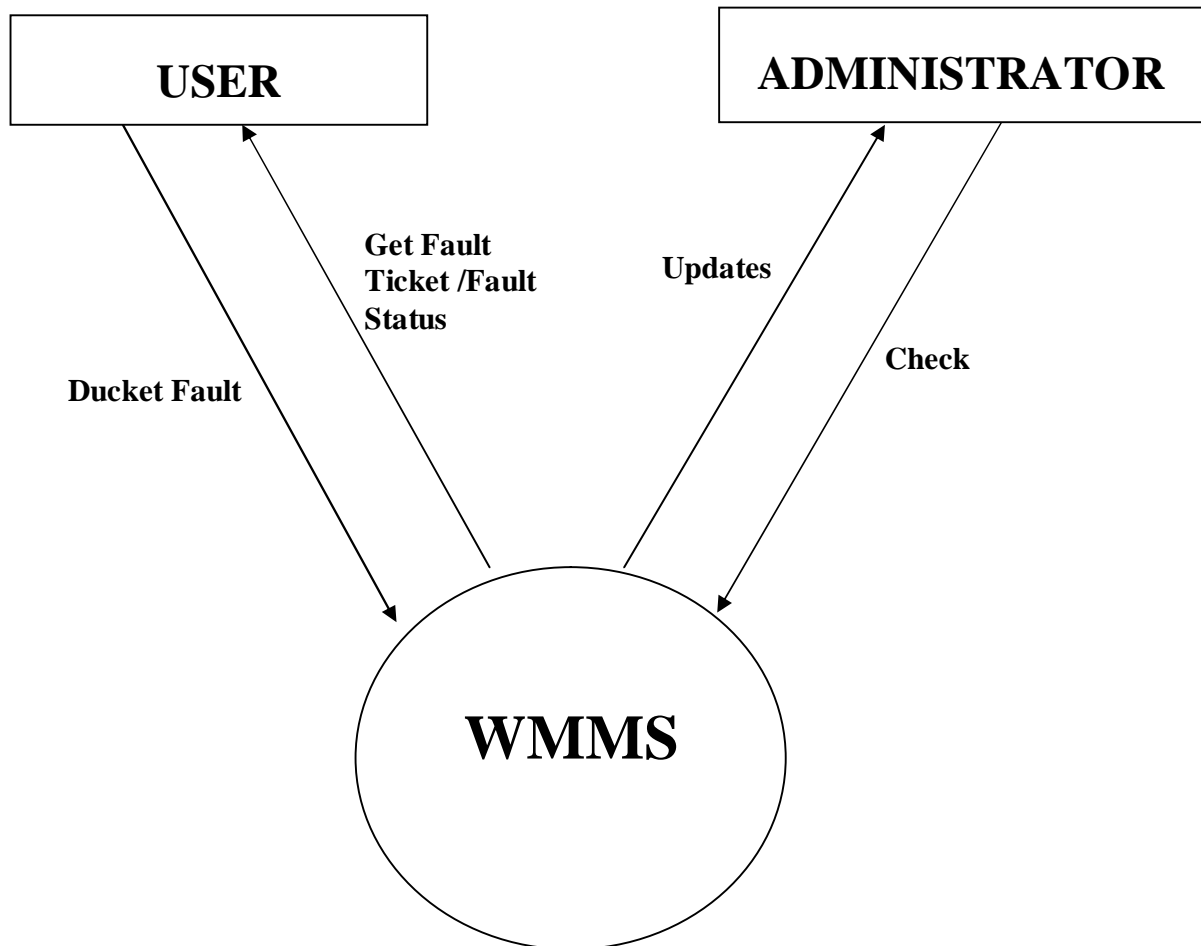 USER
ADMINISTRATOR
Get Fault
Ticket /Fault
Status
Updates
Check
Ducket Fault
WMMS